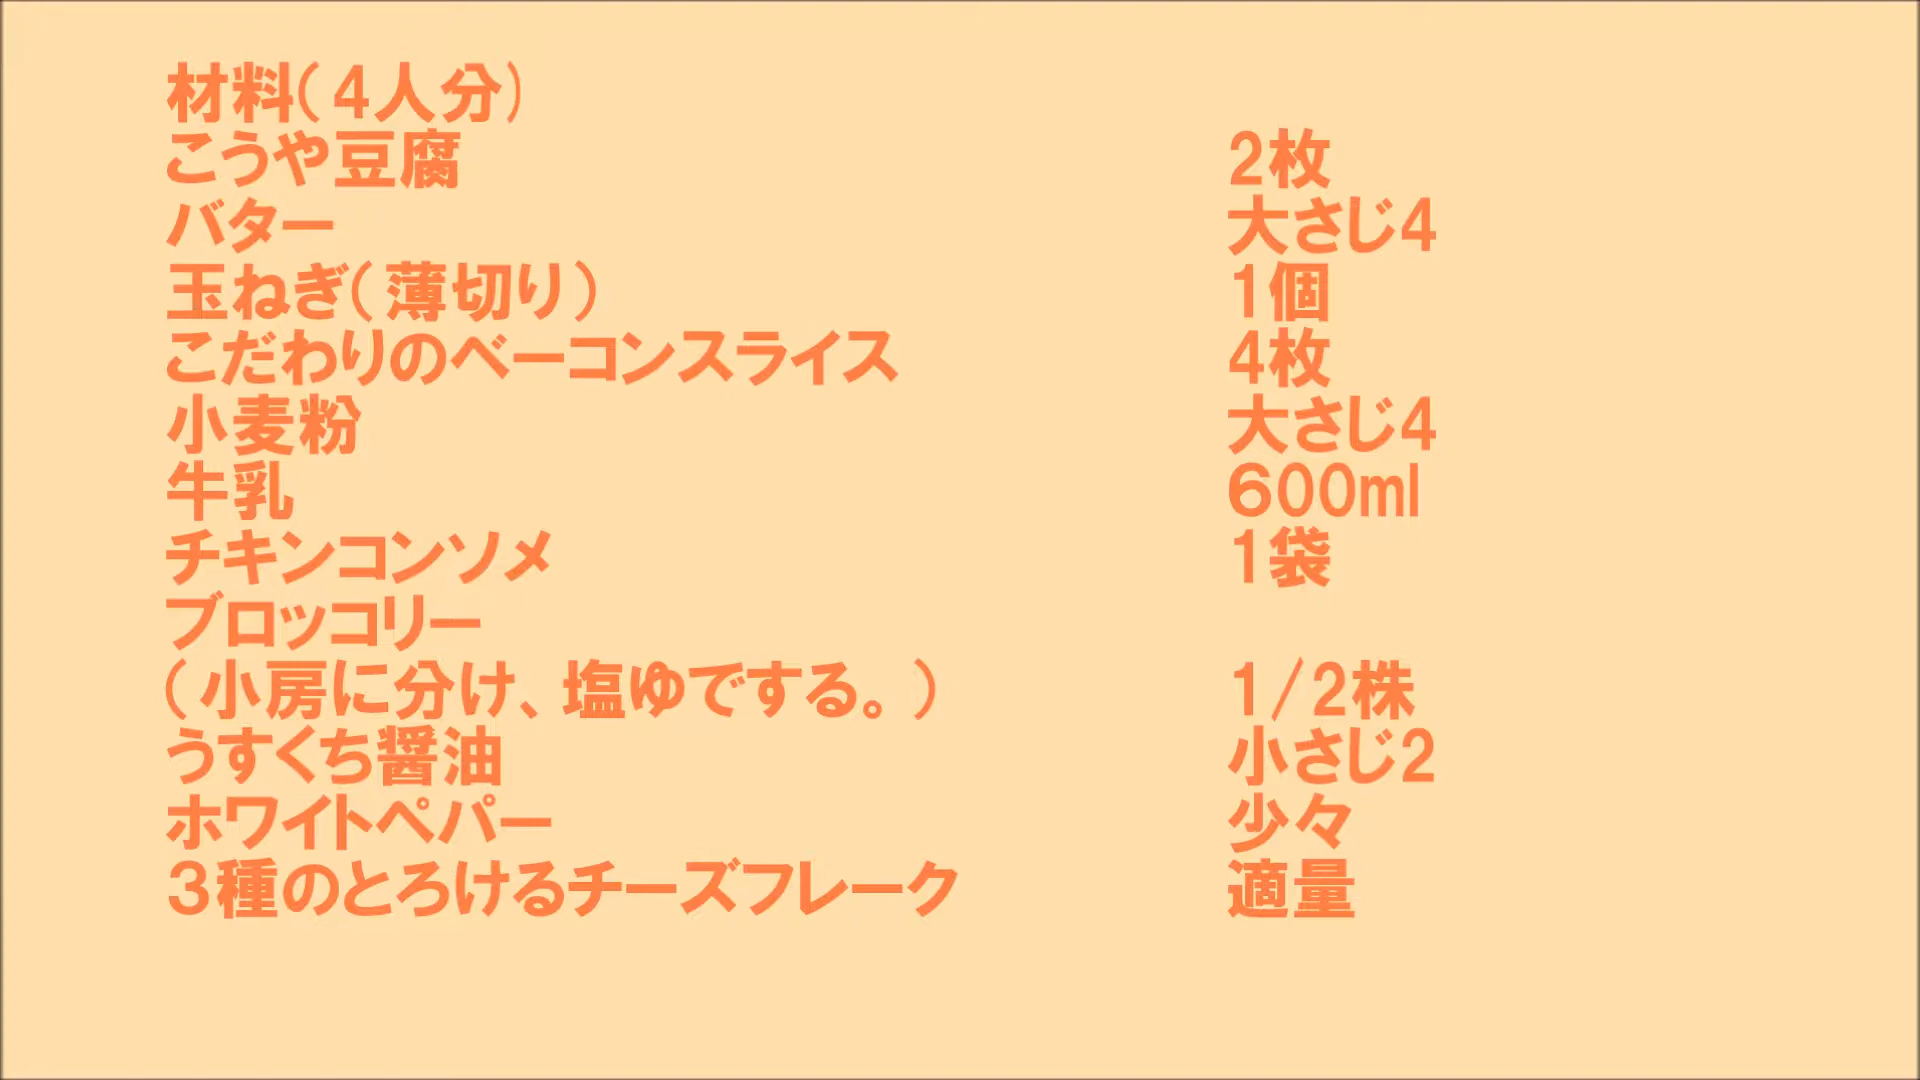 材料(4人分)
こうや豆腐 2枚
バター 大さじ4
玉ねぎ(薄切り) 1個
こだわりのベーコンスライス 4枚
小麦粉 大さじ4
牛乳 600ml
チキンコンソメ 1袋
ブロッコリー
(小房に分け、塩ゆでする。) 1/2株
うすくち醤油 小さじ2
ホワイトペパー 少々
3種のとろけるチーズフレーク 適量